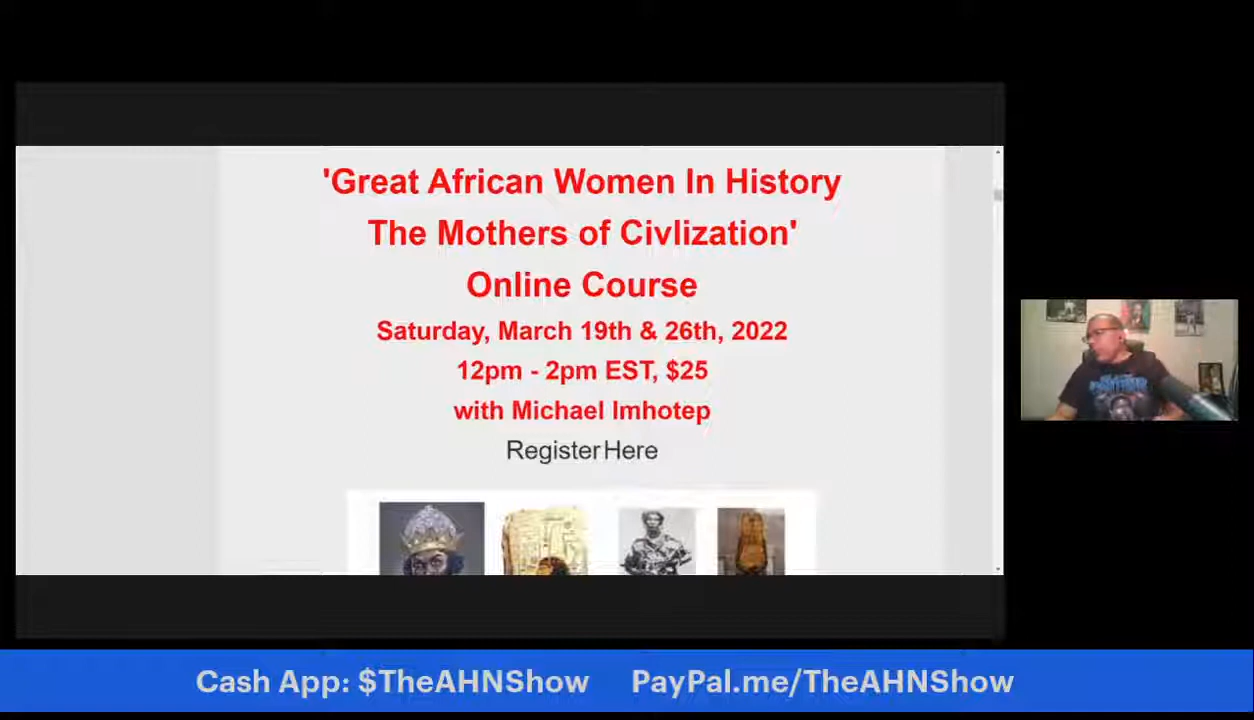 'Great African Women In History
The Mothers of Civlization'
Online Course
Saturday, March 19th & 26th, 2022
12pm - 2pm EST, $25
with Michael Imhotep
Register Here
Cash App: $TheAHNShow PayPal.me/TheAHNShow